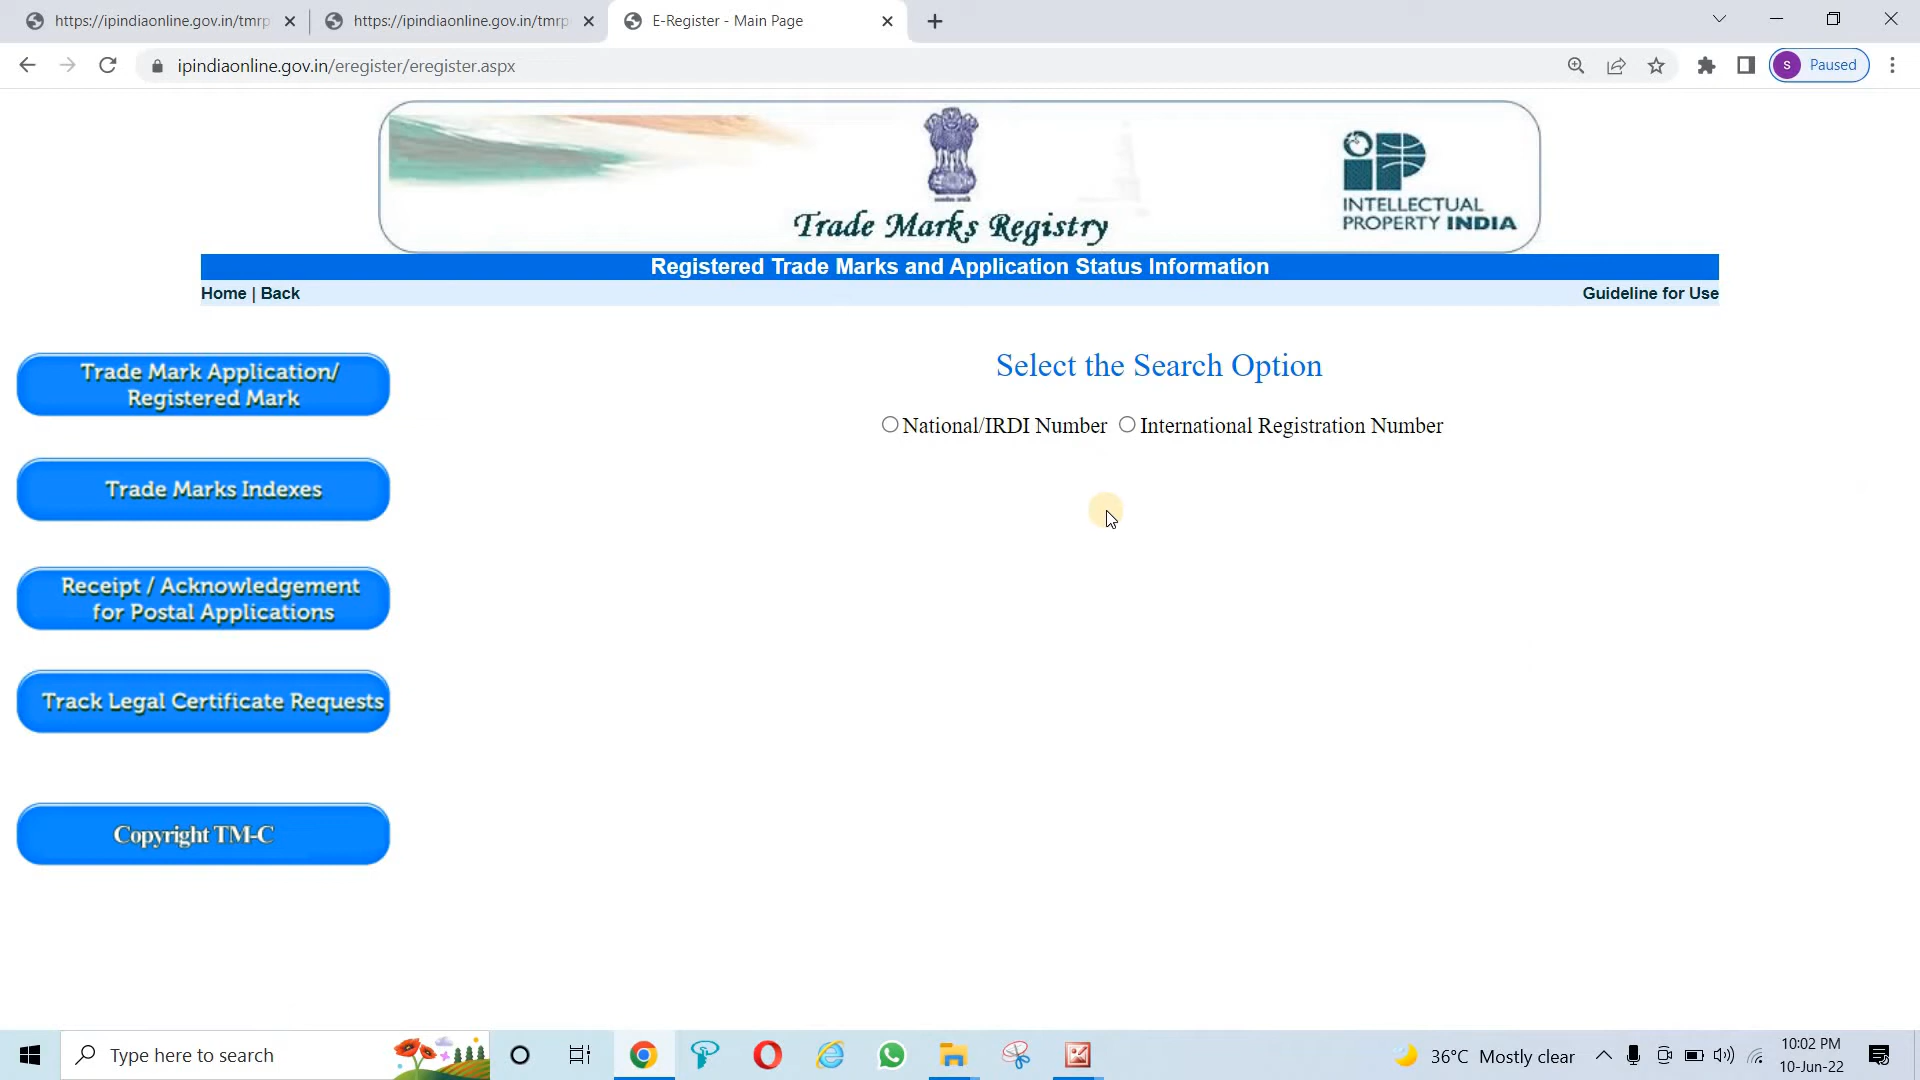 https://ipindiaonline.gov.in/tmrp
https://ipindiaonline.gov.in/tmrp
E-Register - Main Page
ipindiaonline.gov.in/eregister/eregister.aspx
S
Paused
iP
INTELLECTUAL
PROPERTY INDIA
Trade Marks Registry
Registered Trade Marks and Application Status Information
Home | Back
Guideline for Use
Select the Search Option
National/IRDI Number
International Registration Number
Trade Mark Application/
Registered Mark
Trade Marks Indexes
Receipt / Acknowledgement
for Postal Applications
Track Legal Certificate Requests
Copyright TM-C
Type here to search
36°C Mostly clear
10:02 PM
10-Jun-22